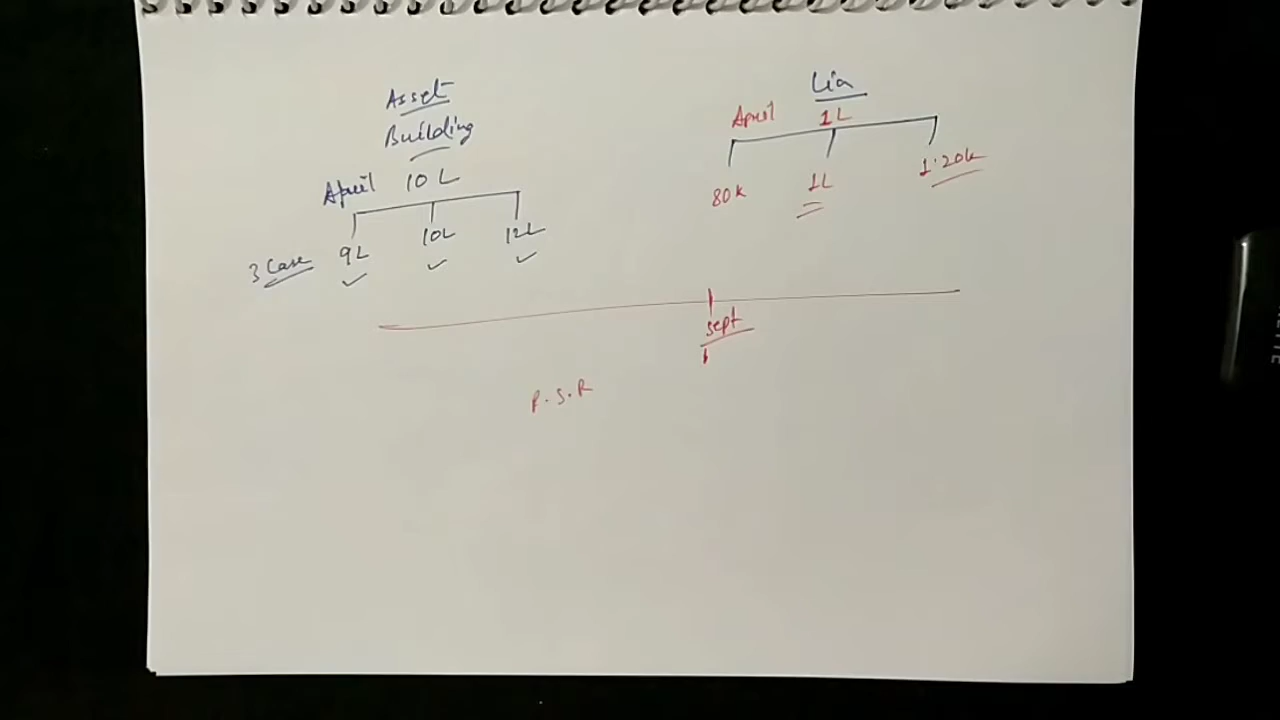 Asset
Building
April 10 L
9L 10L 12L
3 Case
Lia
April 1L
80k 1L 1.20k
Sept
P.S.R